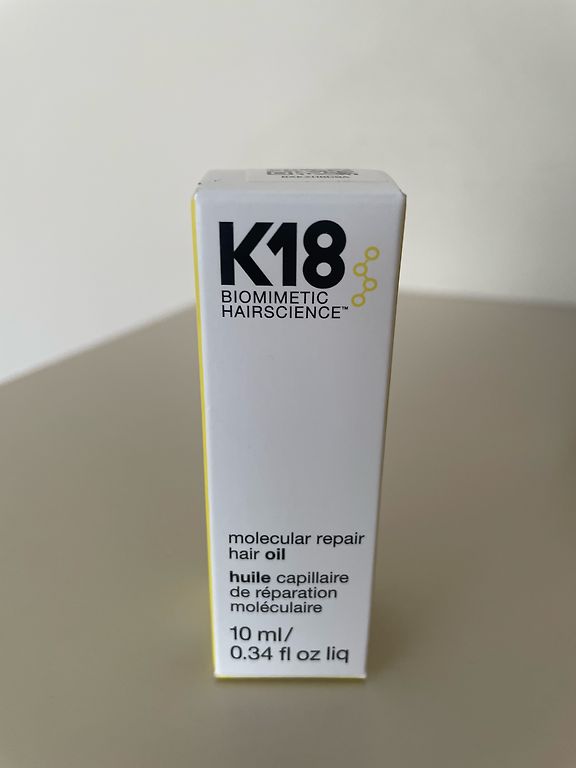 K18
BIOMIMETIC
HAIRSCIENCE™
molecular repair
hair oil
huile capillaire
de réparation
moléculaire
10 ml/
0.34 fl oz liq